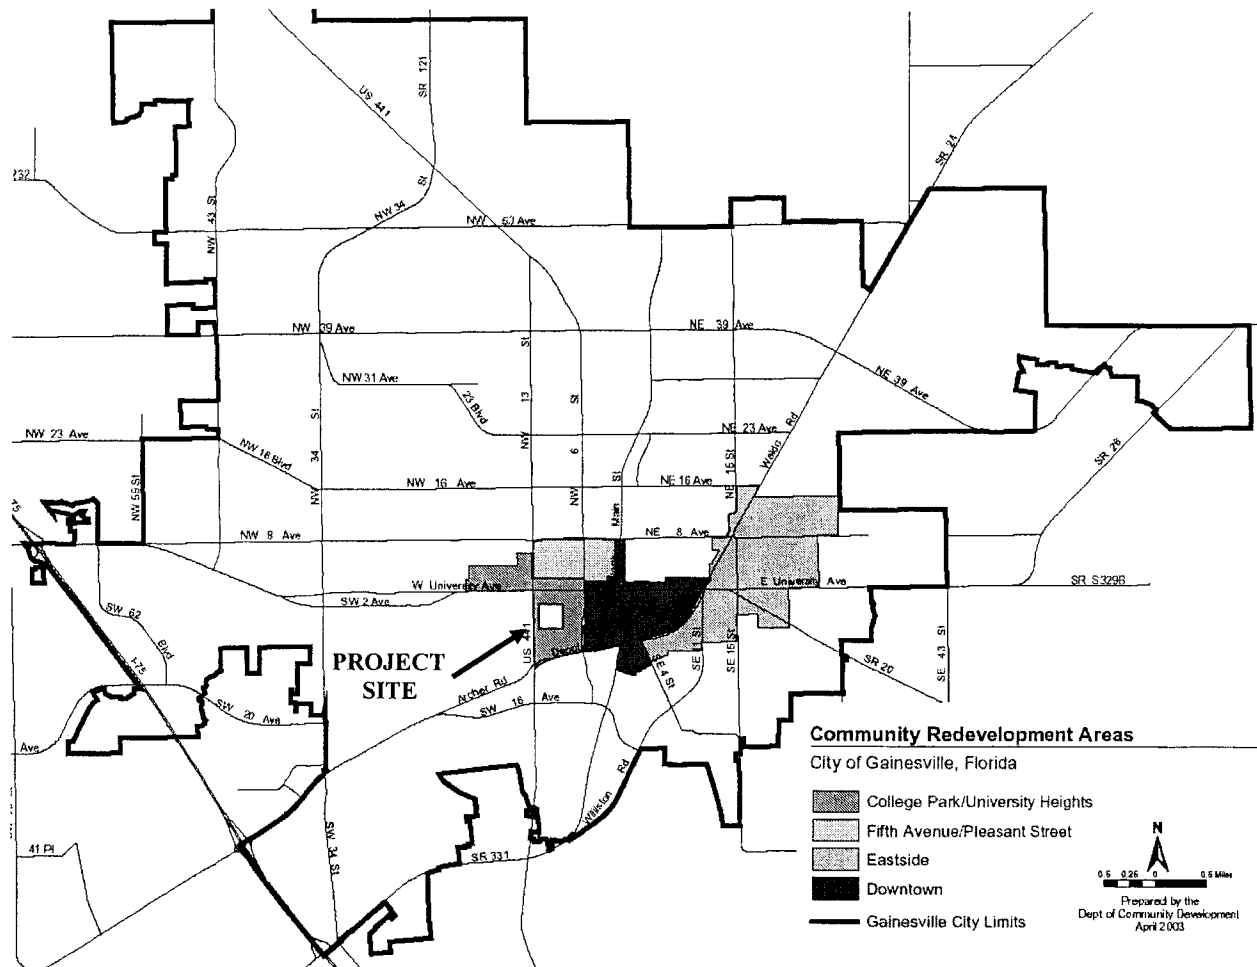 US 441
SR 121
SR 24
NW 43 St
NW 34
St
NW 53 Ave
NW 39 Ave
NE 39 Ave
NE 39 Ave
NW 31 Ave
23 Blvd
NW 13 St
NW 6 St
NW 34 St
Main St
NE 15 St
Waldo Rd
NE 23 Ave
NW 23 Ave
NW 16 Blvd
NW 55 St
NW 16 Ave
NE 16 Ave
SR 26
NW 8 Ave
NE 8 Ave
W University Ave
E University Ave
SR S329B
SW 2 Ave
SW 62 Blvd
I-75
US 441
Depot
PROJECT
SITE
Archer Rd
SW 16 Ave
SE 4 St
SE 11 St
SE 15 St
SR 20
SE 43 St
SW 20 Ave
Ave
Williston Rd
SW 34 St
SR 331
41 Pl
Community Redevelopment Areas
City of Gainesville, Florida
College Park/University Heights
Fifth Avenue/Pleasant Street
Eastside
Downtown
Gainesville City Limits
N
0.5 0.25 0 0.5 Miles
Prepared by the
Dept of Community Development
April 2003